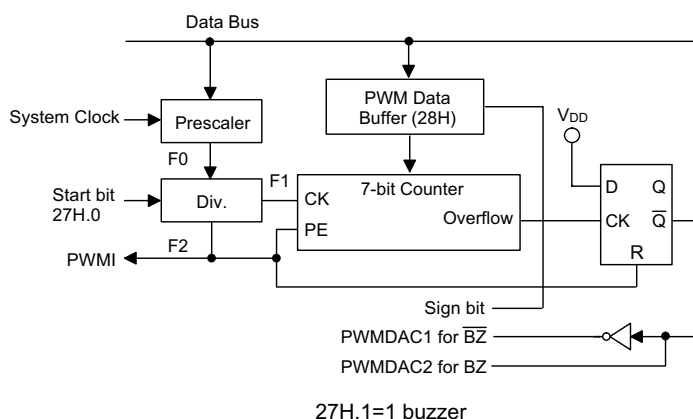 Data Bus
System Clock
Prescaler
PWM Data
Buffer (28H)
VDD
F0
Start bit
27H.0
Div.
F1
CK
7-bit Counter
Overflow
PE
D
Q
CK
Q̅
R
F2
PWMI
Sign bit
PWMDAC1 for B̅Z̅
PWMDAC2 for BZ
27H.1=1 buzzer